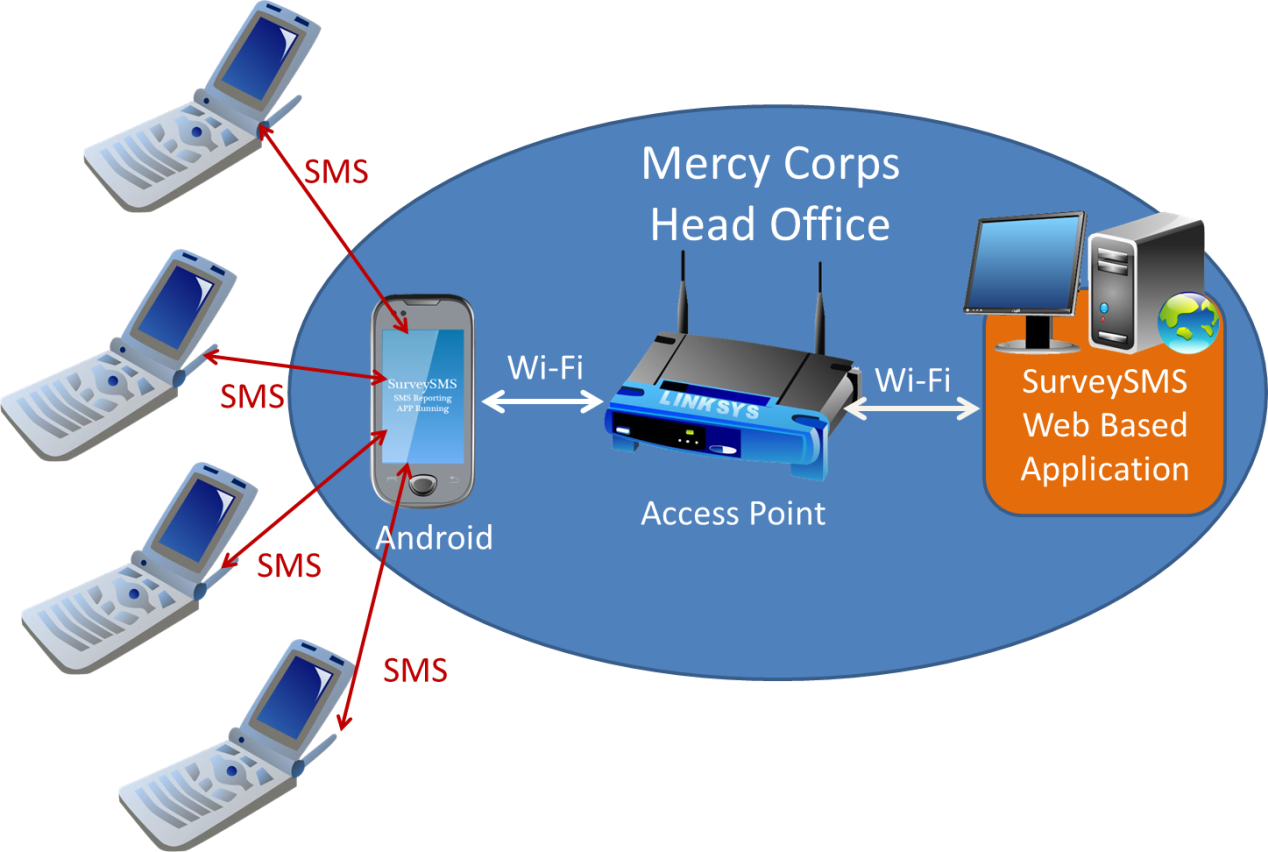 Mercy Corps
Head Office
SMS
SMS
SMS
SMS
SurveySMS
SMS Reporting
APP Running
Android
Wi-Fi
LINKSYS
Access Point
Wi-Fi
SurveySMS
Web Based
Application